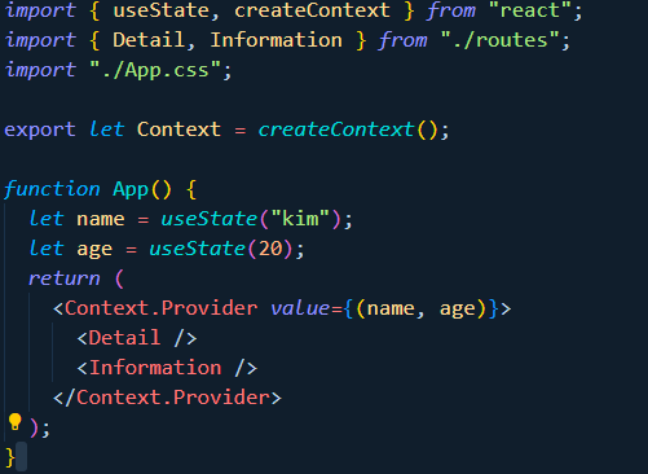 import { useState, createContext } from "react";
import { Detail, Information } from "./routes";
import "./App.css";
export let Context = createContext();
function App() {
let name = useState("kim");
let age = useState(20);
return (
<Context.Provider value={(name, age)}>
<Detail />
<Information />
</Context.Provider>
);
}